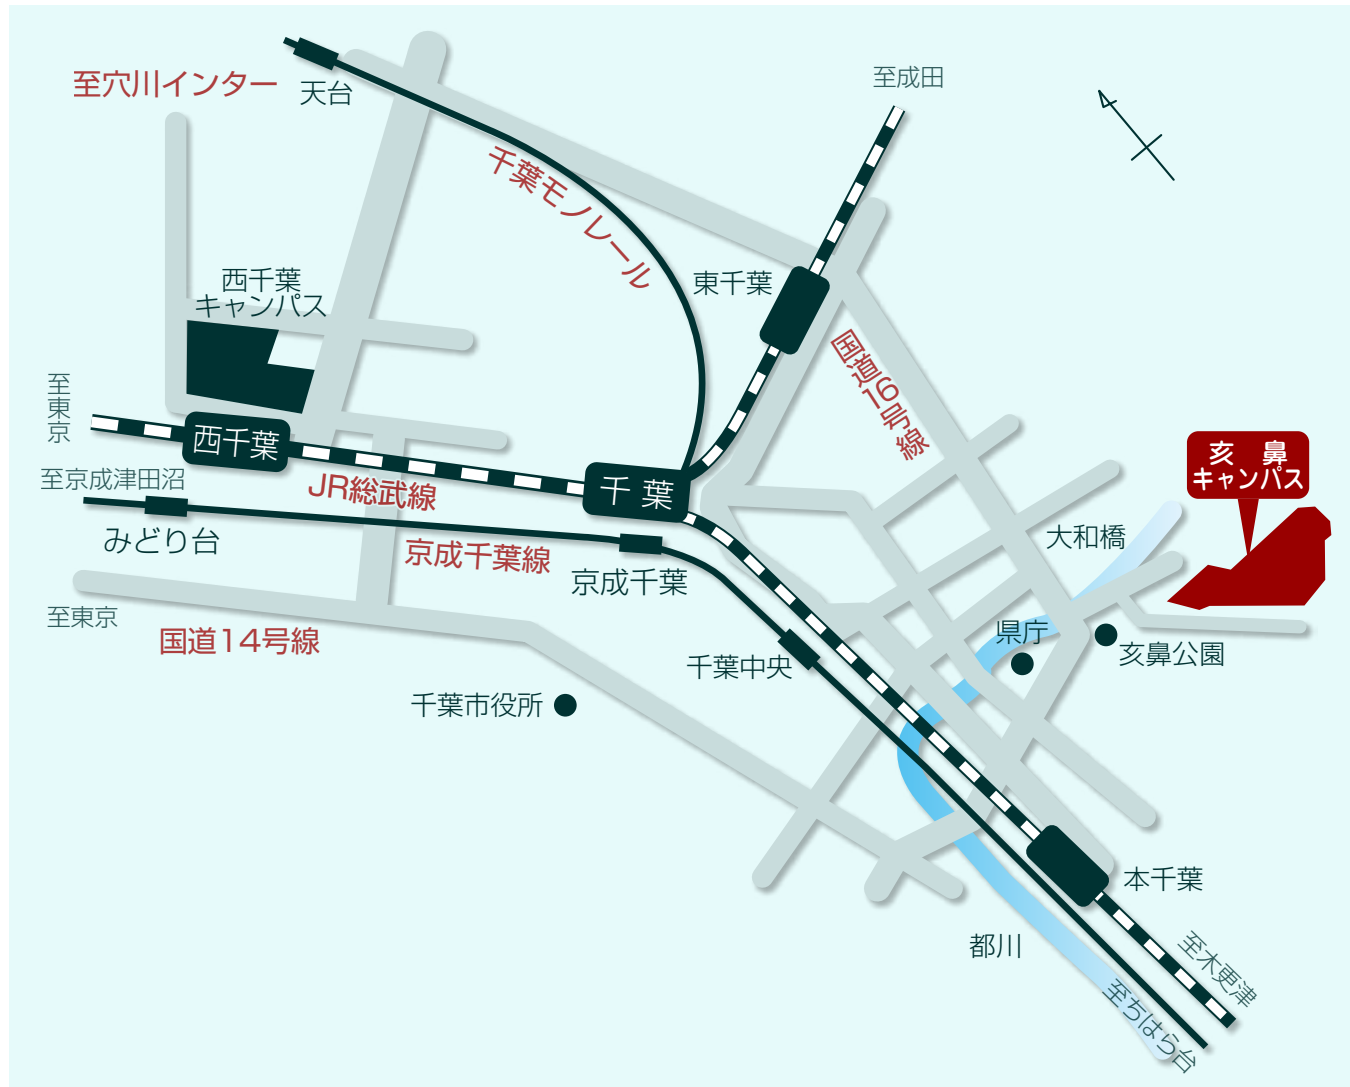 至穴川インター
天台
至成田
千葉モノレール
西千葉
キャンパス
東千葉
国道16号線
至東京
西千葉
JR総武線
千葉
亥鼻
キャンパス
至京成津田沼
みどり台
京成千葉線
京成千葉
大和橋
至東京
国道14号線
県庁
亥鼻公園
千葉中央
千葉市役所
本千葉
都川
至木更津
至ちはら台